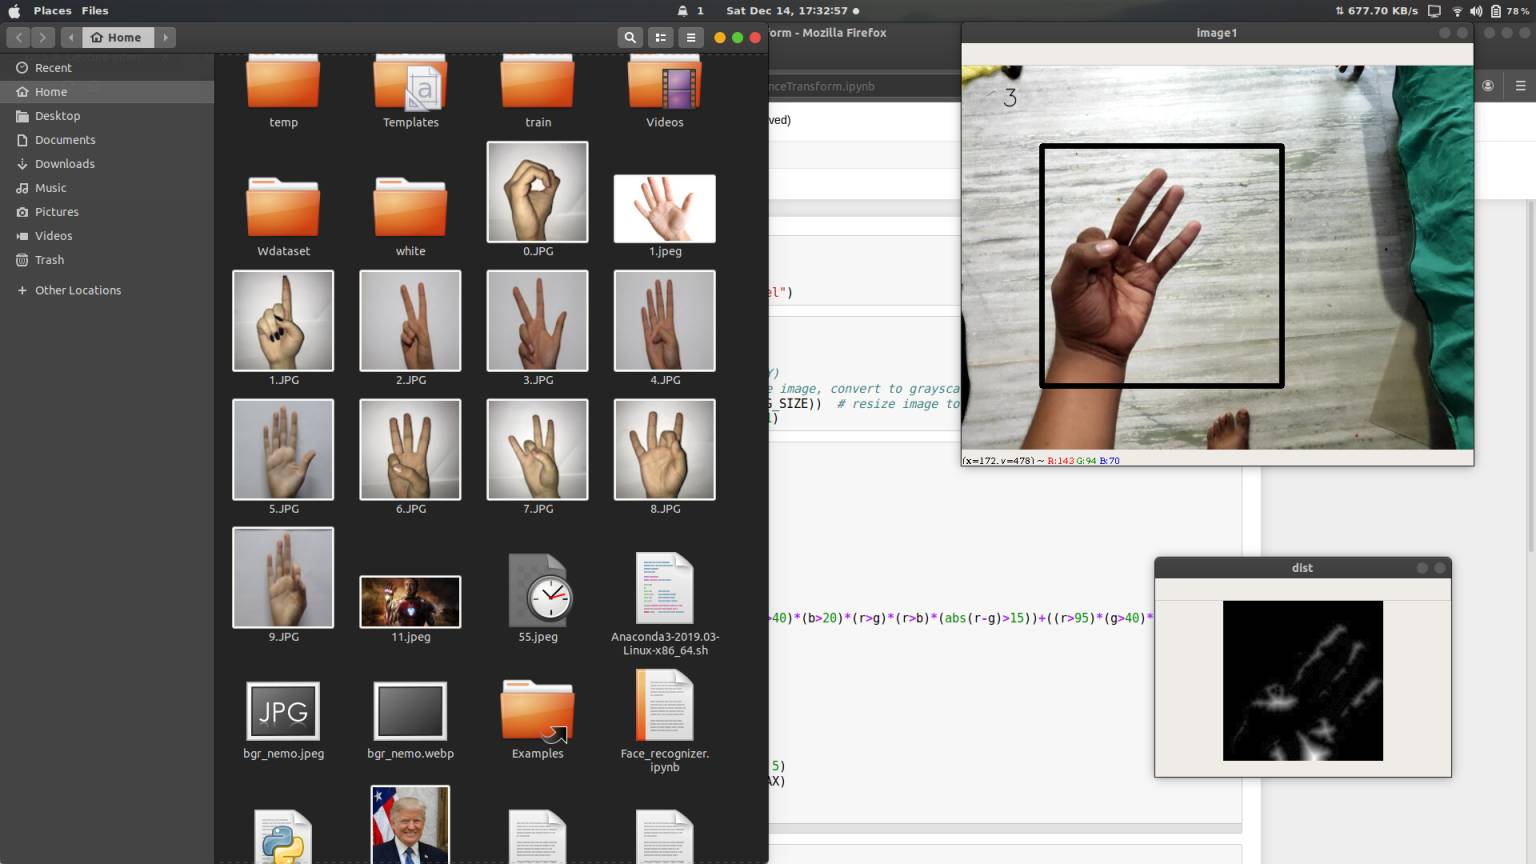 Places Files
1
Sat Dec 14, 17:32:57
677.70 KB/s
78%
Home
Recent
Home
Desktop
Documents
Downloads
Music
Pictures
Videos
Trash
+ Other Locations
temp
Templates
train
Videos
Wdataset
white
0.JPG
1.jpeg
1.JPG
2.JPG
3.JPG
4.JPG
5.JPG
6.JPG
7.JPG
8.JPG
9.JPG
11.jpeg
55.jpeg
Anaconda3-2019.03-
Linux-x86_64.sh
JPG
bgr_nemo.jpeg
bgr_nemo.webp
Examples
Face_recognizer.
ipynb
orm - Mozilla Firefox
nceTransform.ipynb
ved)
el")
)
e image, convert to graysca
G_SIZE)) # resize image to
)
>40)*(b>20)*(r>g)*(r>b)*(abs(r-g)>15))+((r>95)*(g>40)*
5)
AX)
image1
3
(x=172, y=478) ~ R:143 G:94 B:70
dist